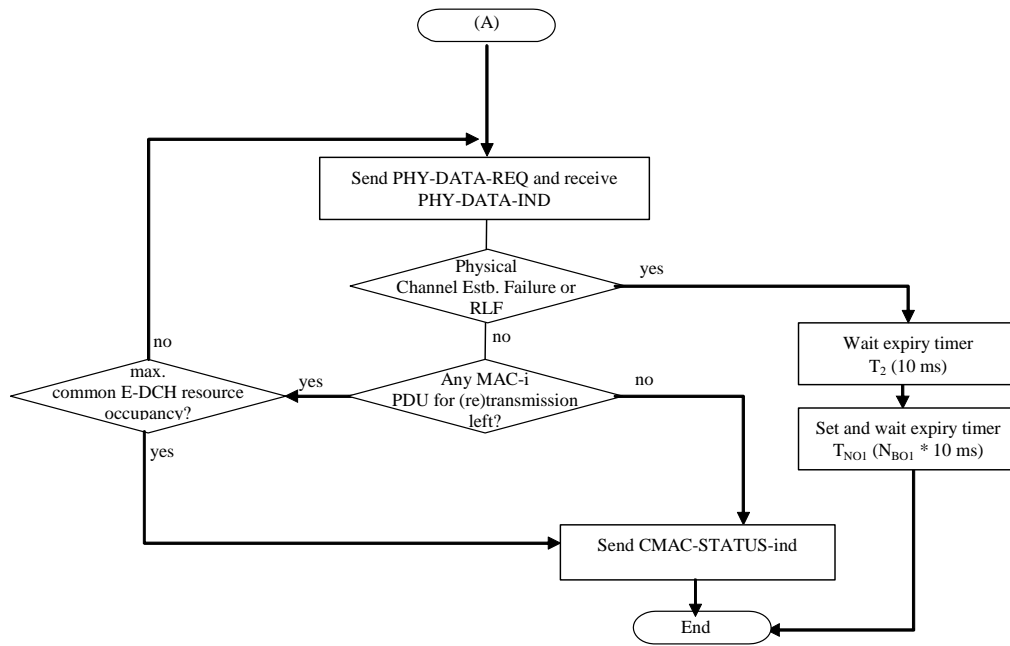 (A)
Send PHY-DATA-REQ and receive
PHY-DATA-IND
Physical
Channel Estb. Failure or
RLF
yes
no
Wait expiry timer
T₂ (10 ms)
Set and wait expiry timer
T_NO1 (N_BO1 * 10 ms)
Any MAC-i
PDU for (re)transmission
left?
no
yes
max.
common E-DCH resource
occupancy?
no
yes
Send CMAC-STATUS-ind
End